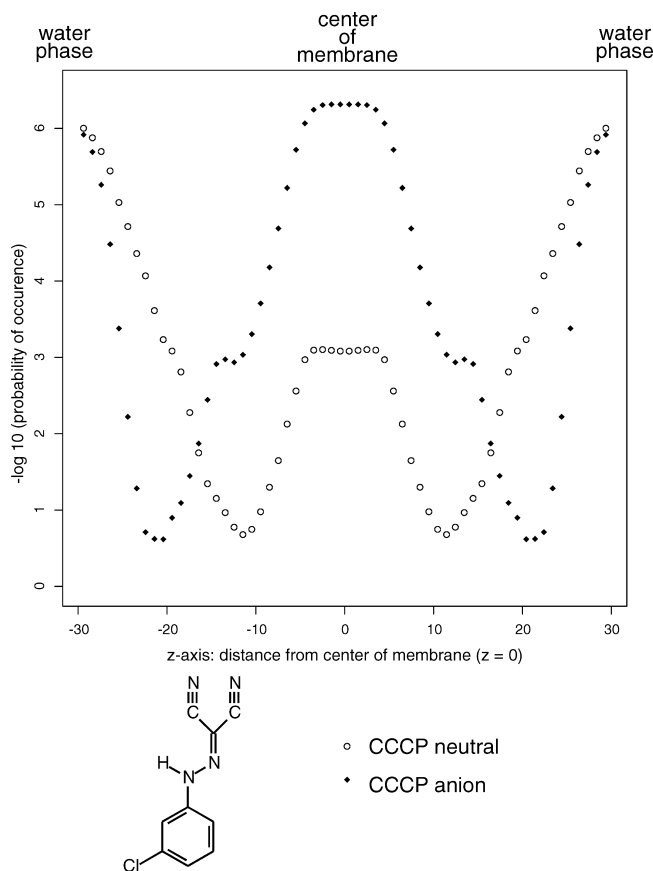 water
phase
center
of
membrane
water
phase
-log 10 (probability of occurence)
6
5
4
3
2
1
0
-30
-20
-10
0
10
20
30
z-axis: distance from center of membrane (z = 0)
N
N
C
C
H
N
N
Cl
CCCP neutral
CCCP anion